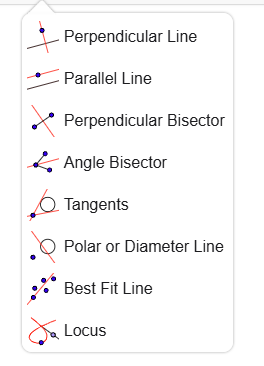 Perpendicular Line
Parallel Line
Perpendicular Bisector
Angle Bisector
Tangents
Polar or Diameter Line
Best Fit Line
Locus